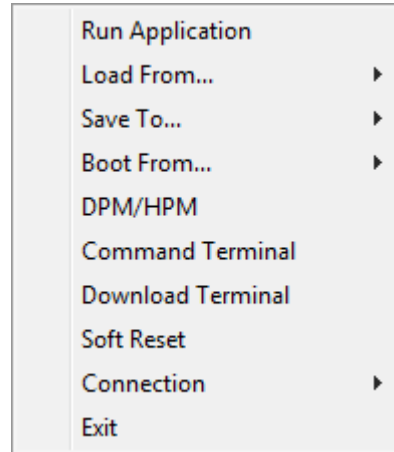 Run Application
Load From...
Save To...
Boot From...
DPM/HPM
Command Terminal
Download Terminal
Soft Reset
Connection
Exit